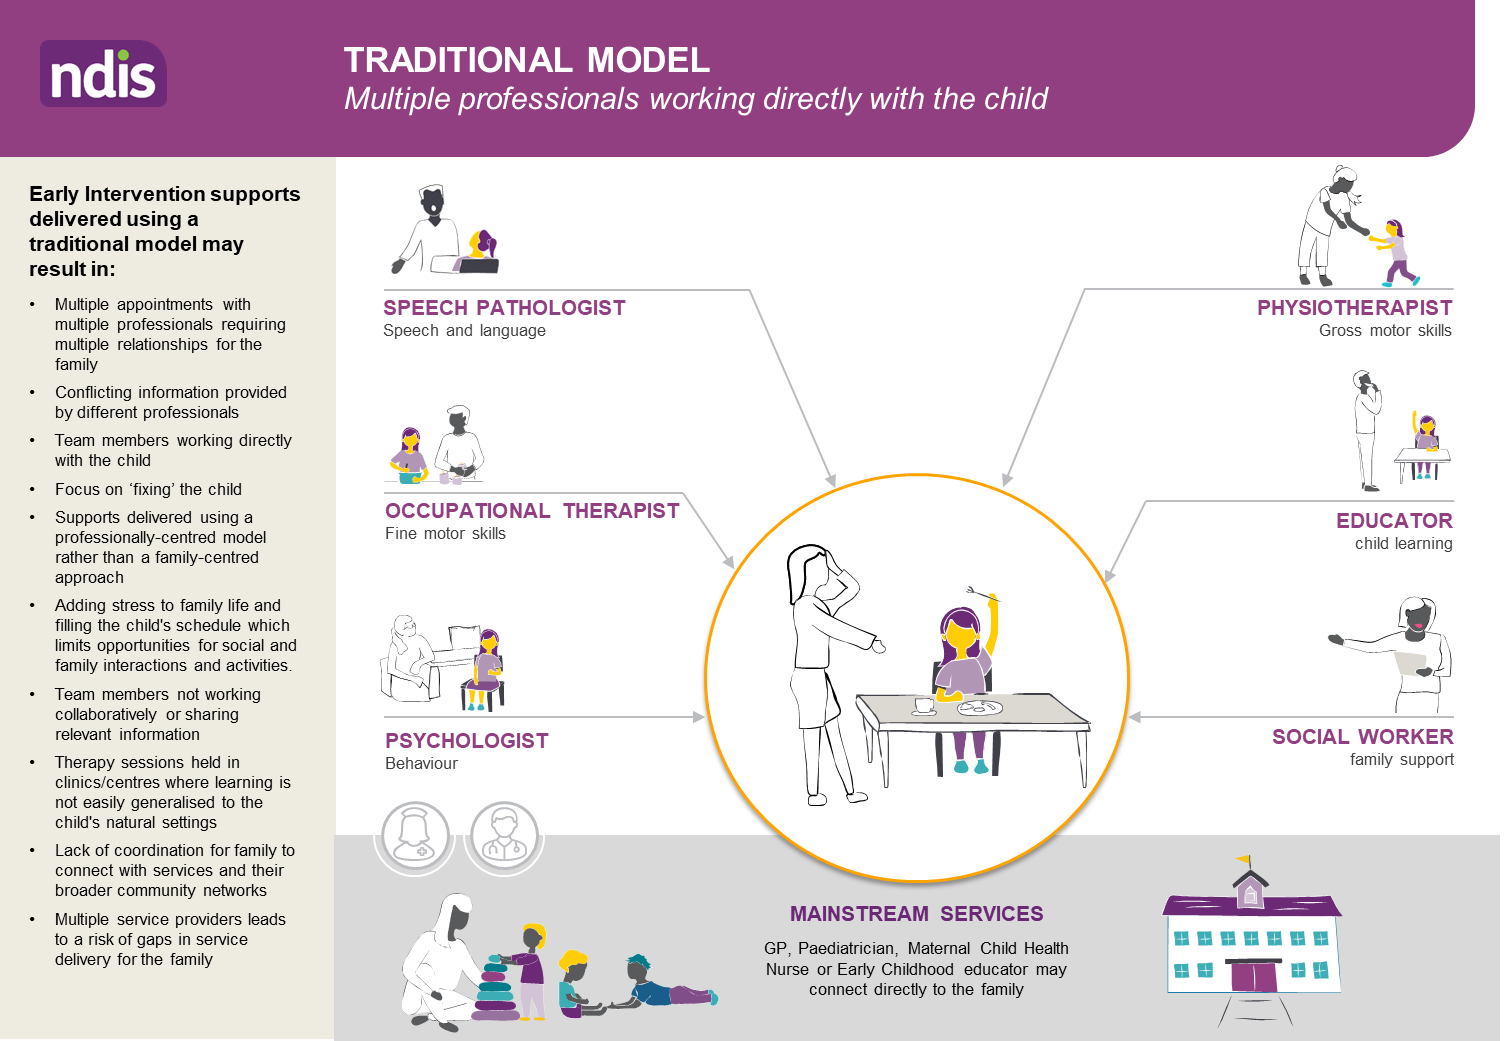 ndis
TRADITIONAL MODEL
Multiple professionals working directly with the child
Early Intervention supports
delivered using a
traditional model may
result in:
• Multiple appointments with
multiple professionals requiring
multiple relationships for the
family
• Conflicting information provided
by different professionals
• Team members working directly
with the child
• Focus on ‘fixing’ the child
• Supports delivered using a
professionally-centred model
rather than a family-centred
approach
• Adding stress to family life and
filling the child's schedule which
limits opportunities for social and
family interactions and activities.
• Team members not working
collaboratively or sharing
relevant information
• Therapy sessions held in
clinics/centres where learning is
not easily generalised to the
child's natural settings
• Lack of coordination for family to
connect with services and their
broader community networks
• Multiple service providers leads
to a risk of gaps in service
delivery for the family
SPEECH PATHOLOGIST
Speech and language
OCCUPATIONAL THERAPIST
Fine motor skills
PSYCHOLOGIST
Behaviour
PHYSIOTHERAPIST
Gross motor skills
EDUCATOR
child learning
SOCIAL WORKER
family support
MAINSTREAM SERVICES
GP, Paediatrician, Maternal Child Health
Nurse or Early Childhood educator may
connect directly to the family